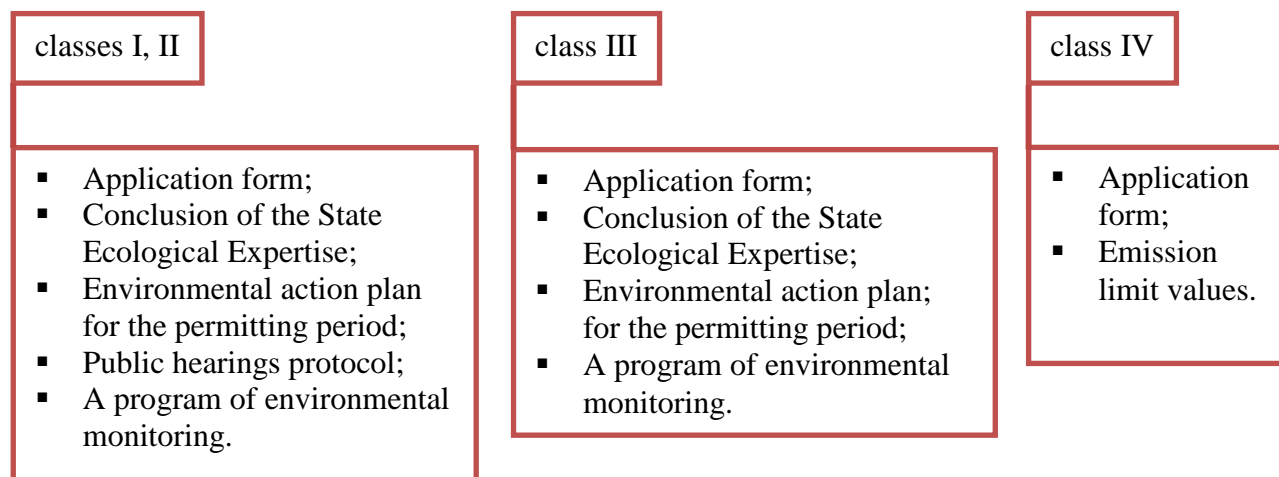 classes I, II
▪ Application form;
▪ Conclusion of the State
Ecological Expertise;
▪ Environmental action plan
for the permitting period;
▪ Public hearings protocol;
▪ A program of environmental
monitoring.
class III
▪ Application form;
▪ Conclusion of the State
Ecological Expertise;
▪ Environmental action plan;
for the permitting period;
▪ A program of environmental
monitoring.
class IV
▪ Application
form;
▪ Emission
limit values.